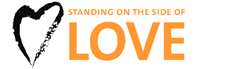 STANDING ON THE SIDE OF
LOVE